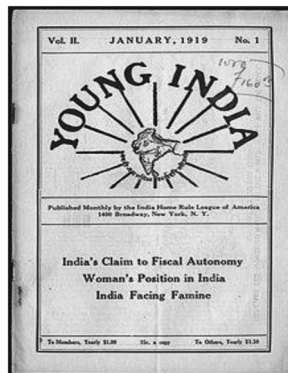 Vol. II. JANUARY, 1919 No. 1
YOUNG INDIA
Published Monthly by the India Home Rule League of America
1400 Broadway, New York, N. Y.
India's Claim to Fiscal Autonomy
Woman's Position in India
India Facing Famine
To Members, Yearly $1.00 15c. a copy To Others, Yearly $1.50